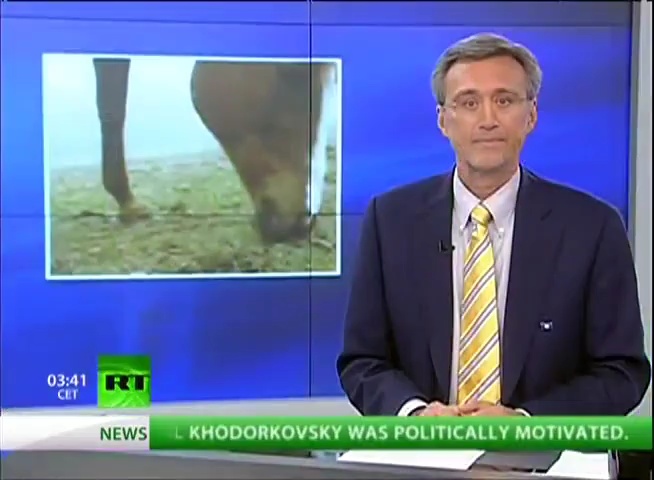 03:41
CET
RT
NEWS
L KHODORKOVSKY WAS POLITICALLY MOTIVATED.